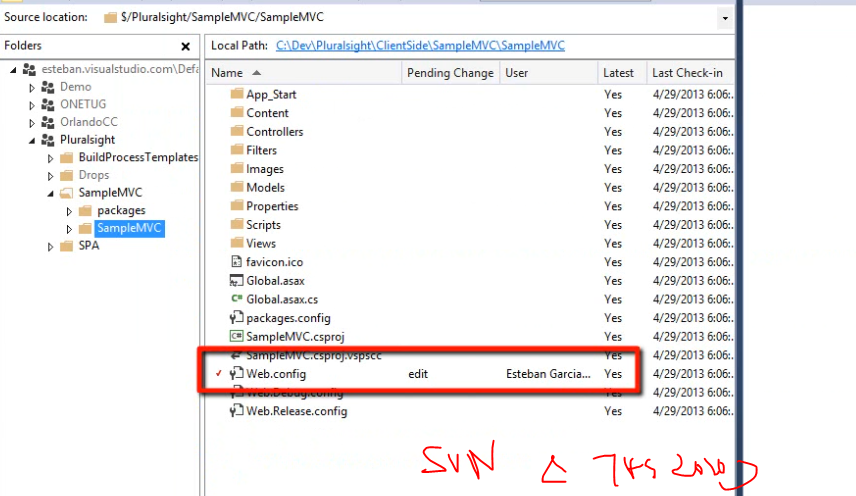 Source location: $/Pluralsight/SampleMVC/SampleMVC
Folders
esteban.visualstudio.com\Defa
Demo
ONETUG
OrlandoCC
Pluralsight
BuildProcessTemplates
Drops
SampleMVC
packages
SampleMVC
SPA
Local Path: C:\Dev\Pluralsight\ClientSide\SampleMVC\SampleMVC
Name Pending Change User Latest Last Check-in
App_Start Yes 4/29/2013 6:06:
Content Yes 4/29/2013 6:06:
Controllers Yes 4/29/2013 6:06:
Filters Yes 4/29/2013 6:06:
Images Yes 4/29/2013 6:06:
Models Yes 4/29/2013 6:06:
Properties Yes 4/29/2013 6:06:
Scripts Yes 4/29/2013 6:06:
Views Yes 4/29/2013 6:06:
favicon.ico Yes 4/29/2013 6:06:
Global.asax Yes 4/29/2013 6:06:
Global.asax.cs Yes 4/29/2013 6:06:
packages.config Yes 4/29/2013 6:06:
SampleMVC.csproj Yes 4/29/2013 6:06:
SampleMVC.csproj.vspscc Yes 4/29/2013 6:06:
Web.config edit Esteban Garcia... Yes 4/29/2013 6:06:
Web.Debug.config Yes 4/29/2013 6:06:
Web.Release.config Yes 4/29/2013 6:06:
SVN